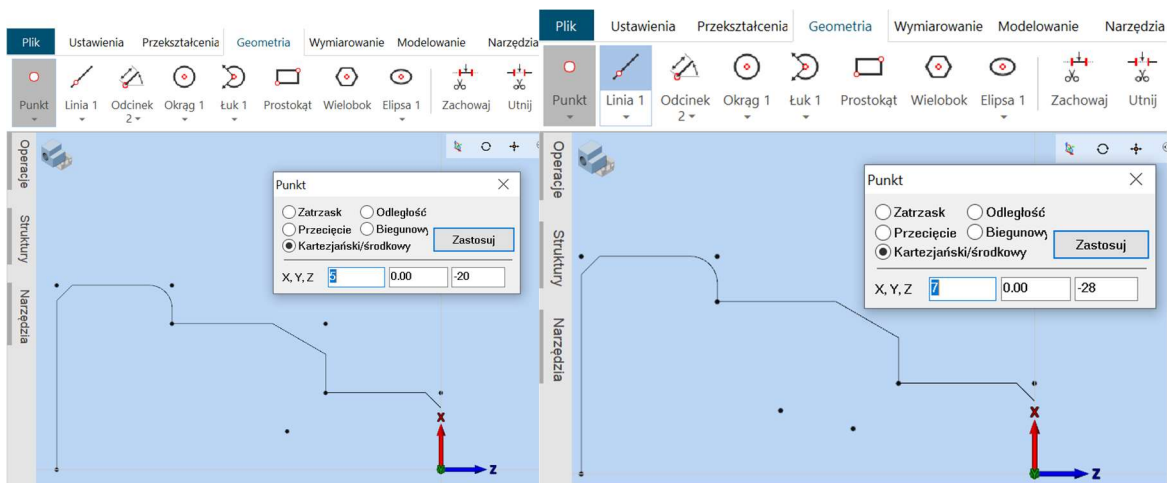 Plik Ustawienia Przekształcenia Geometria Wymiarowanie Modelowanie Narzędzia
Punkt Linia 1 Odcinek 2 Okrąg 1 Łuk 1 Prostokąt Wielobok Elipsa 1 Zachowaj Utnij
Operacje
Struktury
Narzędzia
Punkt
Zatrzask Odległość
Przecięcie Biegunowy
Kartezjański/środkowy Zastosuj
X, Y, Z 5 0.00 -20
X
Z
Plik Ustawienia Przekształcenia Geometria Wymiarowanie Modelowanie Narzędzia
Punkt Linia 1 Odcinek 2 Okrąg 1 Łuk 1 Prostokąt Wielobok Elipsa 1 Zachowaj Utnij
Operacje
Struktury
Narzędzia
Punkt
Zatrzask Odległość
Przecięcie Biegunowy
Kartezjański/środkowy Zastosuj
X, Y, Z 7 0.00 -28
X
Z